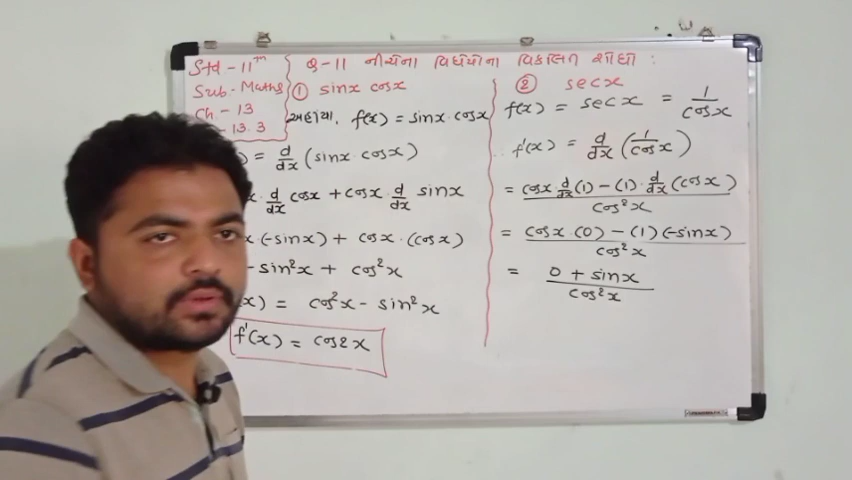 Std - 11th
Sub - Maths
Ch - 13
- 13.3
Q-11 નીચેના વિધેયોના વિકલિત શોધો :
① sinx cosx
અહીંયા, f(x) = sinx · cosx
) = d/dx (sinx · cosx)
x · d/dx cosx + cosx · d/dx sinx
x · (-sinx) + cosx · (cosx)
- sin²x + cos²x
(x) = cos²x - sin²x
f'(x) = cos2x
② secx
f(x) = secx = 1/cosx
∴ f'(x) = d/dx (1/cosx)
= cosx · d/dx (1) - (1) · d/dx (cosx)
cos²x
= cosx · (0) - (1)(-sinx)
cos²x
= 0 + sinx
cos²x